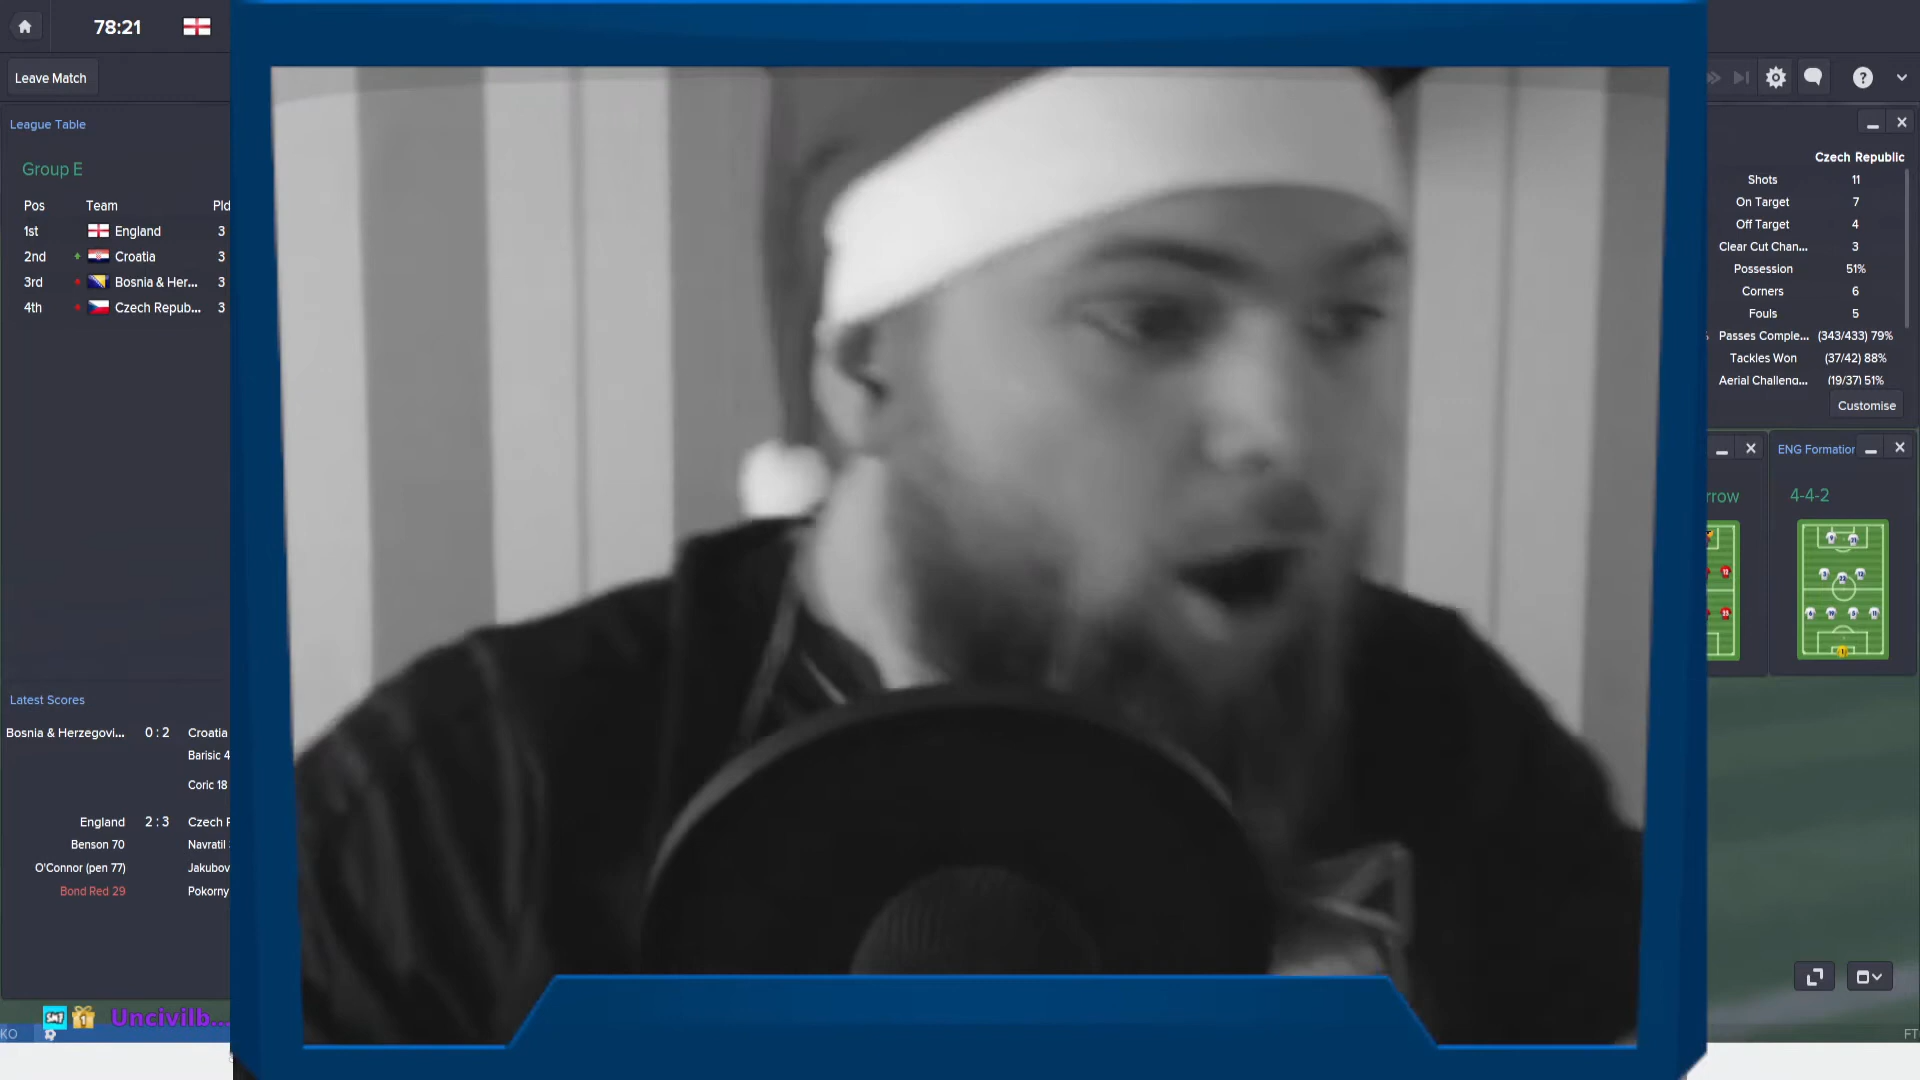 78:21
Leave Match
League Table
Group E
Pos Team Pld
1st England 3
2nd Croatia 3
3rd Bosnia & Her... 3
4th Czech Repub... 3
Latest Scores
Bosnia & Herzegovi... 0 : 2 Croatia
Barisic 4
Coric 18
England 2 : 3 Czech
Benson 70 Navratil
O'Connor (pen 77) Jakubov
Bond Red 29 Pokorny
Uncivilb...
KO
Czech Republic
Shots 11
On Target 7
Off Target 4
Clear Cut Chan... 3
Possession 51%
Corners 6
Fouls 5
Passes Comple... (343/433) 79%
Tackles Won (37/42) 88%
Aerial Challeng... (19/37) 51%
Customise
ENG Formation
rrow 4-4-2
FT